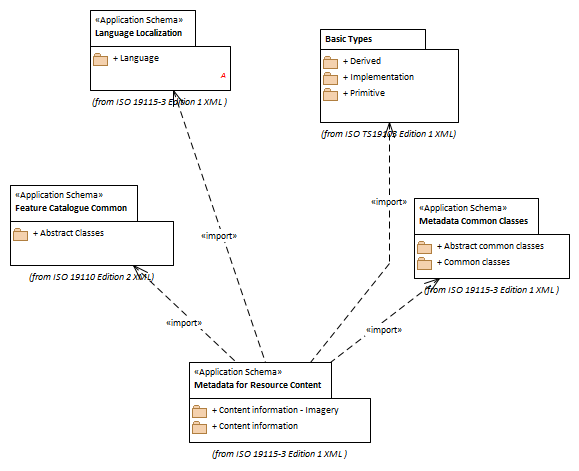 «Application Schema»
Language Localization
+ Language
A
(from ISO 19115-3 Edition 1 XML )
Basic Types
+ Derived
+ Implementation
+ Primitive
(from ISO TS19103 Edition 1 XML)
«Application Schema»
Feature Catalogue Common
+ Abstract Classes
(from ISO 19110 Edition 2 XML)
«import»
«import»
«Application Schema»
Metadata Common Classes
+ Abstract common classes
+ Common classes
(from ISO 19115-3 Edition 1 XML )
«import»
«import»
«Application Schema»
Metadata for Resource Content
+ Content information - Imagery
+ Content information
(from ISO 19115-3 Edition 1 XML )